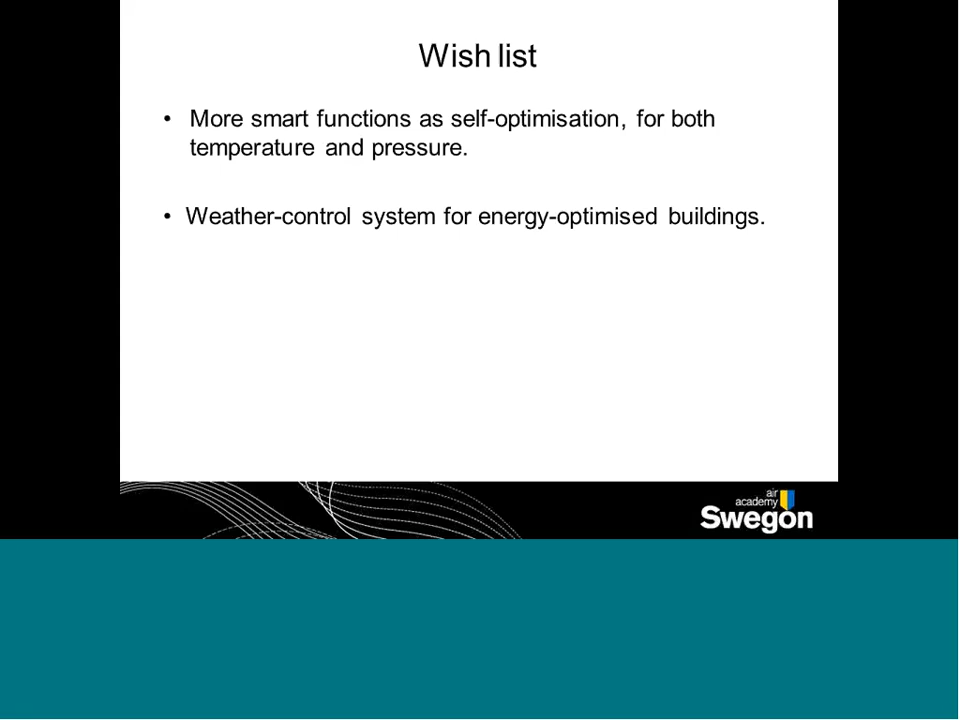 Wish list
• More smart functions as self-optimisation, for both
temperature and pressure.
• Weather-control system for energy-optimised buildings.
air
academy
Swegon